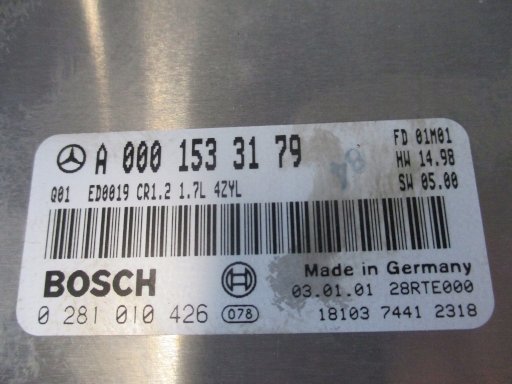 A 000 153 31 79
FD 01M01
HW 14.98
SW 05.00
Q01 ED0019 CR1.2 1.7L 4ZYL
BOSCH
Made in Germany
03.01.01 28RTE000
0 281 010 426 078
18103 7441 2318